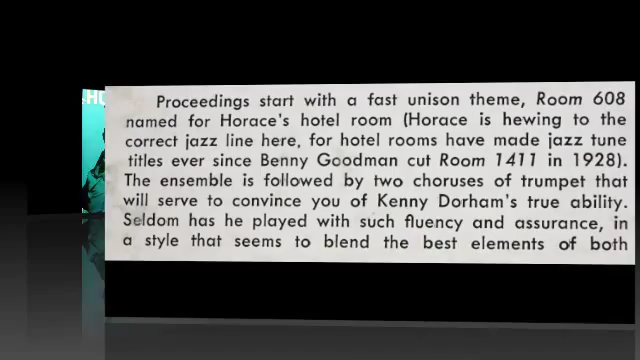 Proceedings start with a fast unison theme, Room 608
named for Horace's hotel room (Horace is hewing to the
correct jazz line here, for hotel rooms have made jazz tune
titles ever since Benny Goodman cut Room 1411 in 1928).
The ensemble is followed by two choruses of trumpet that
will serve to convince you of Kenny Dorham's true ability.
Seldom has he played with such fluency and assurance, in
a style that seems to blend the best elements of both